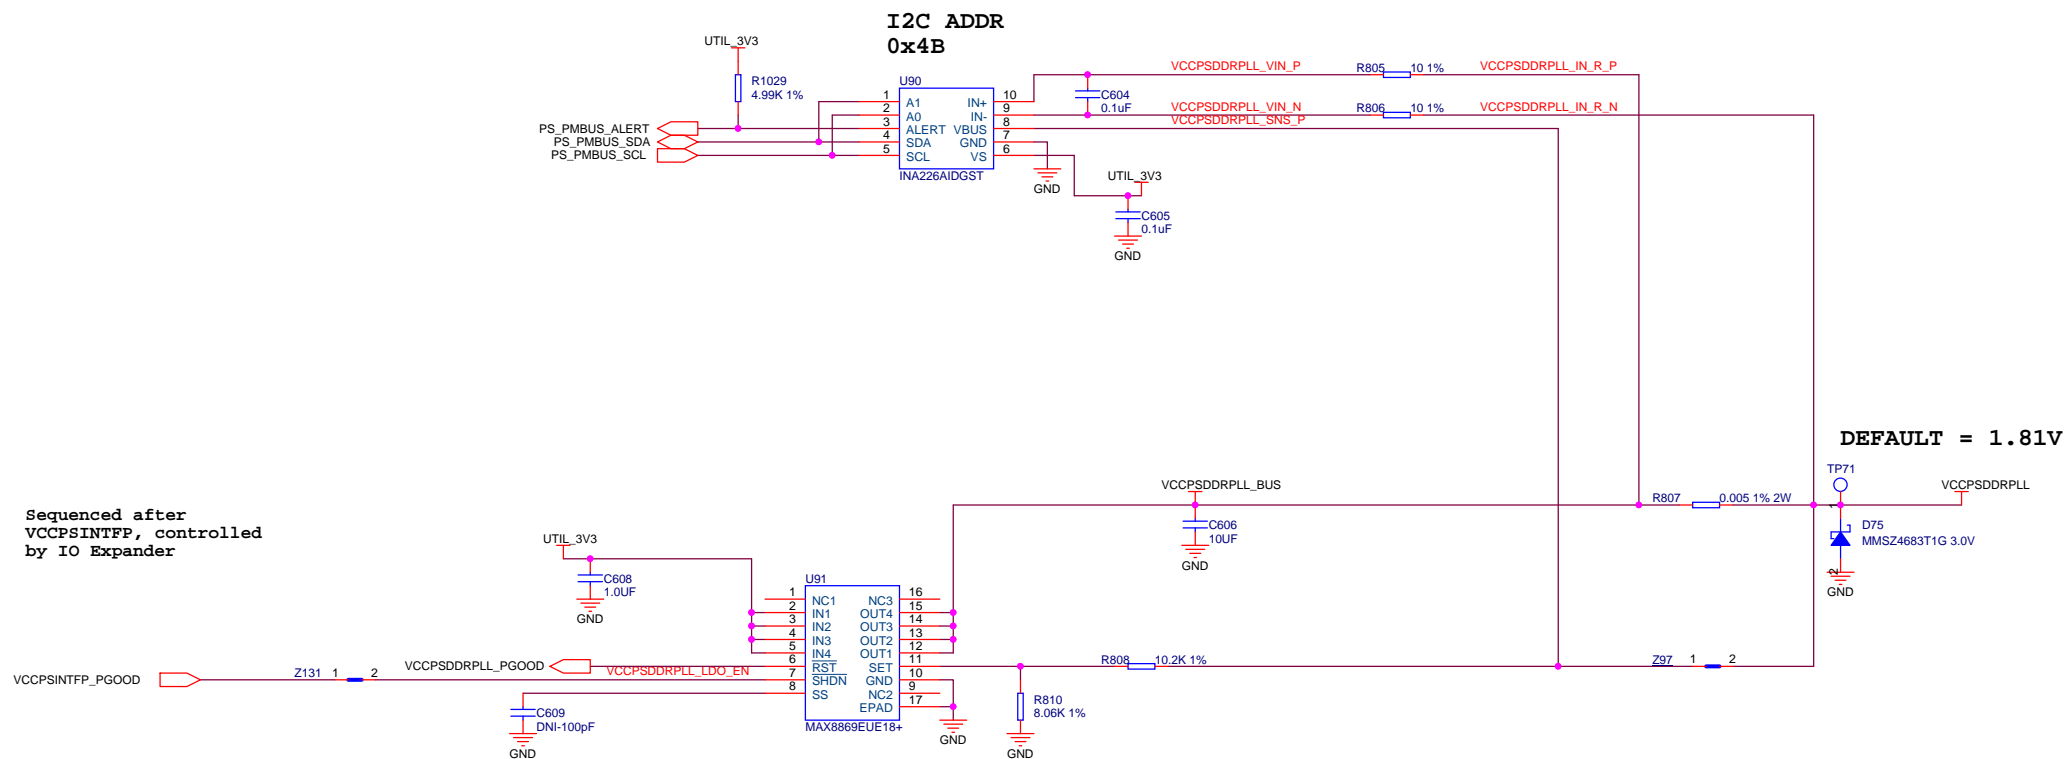 I2C ADDR
0x4B
UTIL_3V3
R1029
4.99K 1%
U90
1 A1 IN+ 10
2 A0 IN- 9
3 ALERT VBUS 8
4 SDA GND 7
5 SCL VS 6
INA226AIDGST
PS_PMBUS_ALERT
PS_PMBUS_SDA
PS_PMBUS_SCL
VCCPSDDRPLL_VIN_P
R805 10 1%
VCCPSDDRPLL_IN_R_P
C604
0.1uF
VCCPSDDRPLL_VIN_N
R806 10 1%
VCCPSDDRPLL_IN_R_N
VCCPSDDRPLL_SNS_P
GND
UTIL_3V3
C605
0.1uF
GND
DEFAULT = 1.81V
TP71
VCCPSDDRPLL_BUS
R807 0.005 1% 2W
VCCPSDDRPLL
C606
10UF
GND
1
D75
MMSZ4683T1G 3.0V
2
GND
Sequenced after
VCCPSINTFP, controlled
by IO Expander
UTIL_3V3
C608
1.0UF
GND
U91
1 NC1 NC3 16
2 IN1 OUT4 15
3 IN2 OUT3 14
4 IN3 OUT2 13
5 IN4 OUT1 12
6 RST SET 11
7 SHDN GND 10
8 SS NC2 9
EPAD 17
MAX8869EUE18+
VCCPSDDRPLL_PGOOD
VCCPSDDRPLL_LDO_EN
VCCPSINTFP_PGOOD
Z131 1 2
C609
DNI-100pF
GND
GND
R808 10.2K 1%
R810
8.06K 1%
GND
Z97 1 2